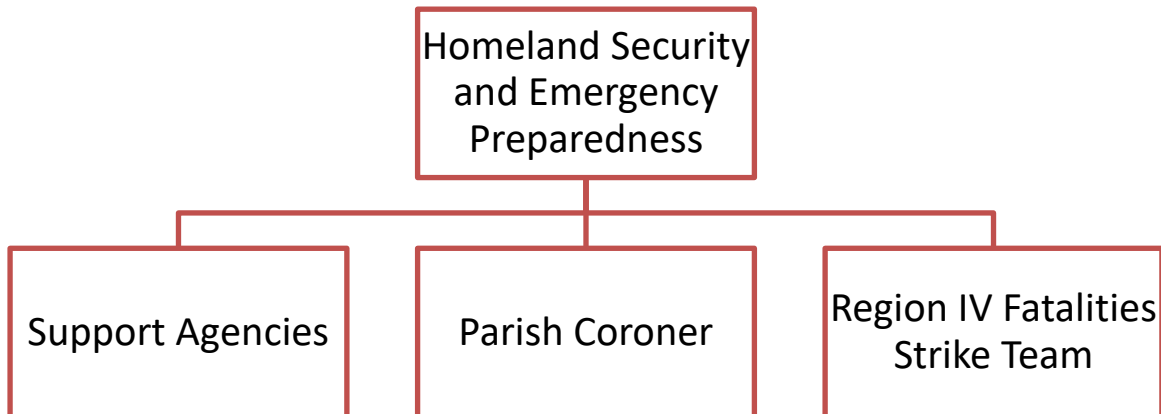 Homeland Security
and Emergency
Preparedness
Support Agencies
Parish Coroner
Region IV Fatalities
Strike Team